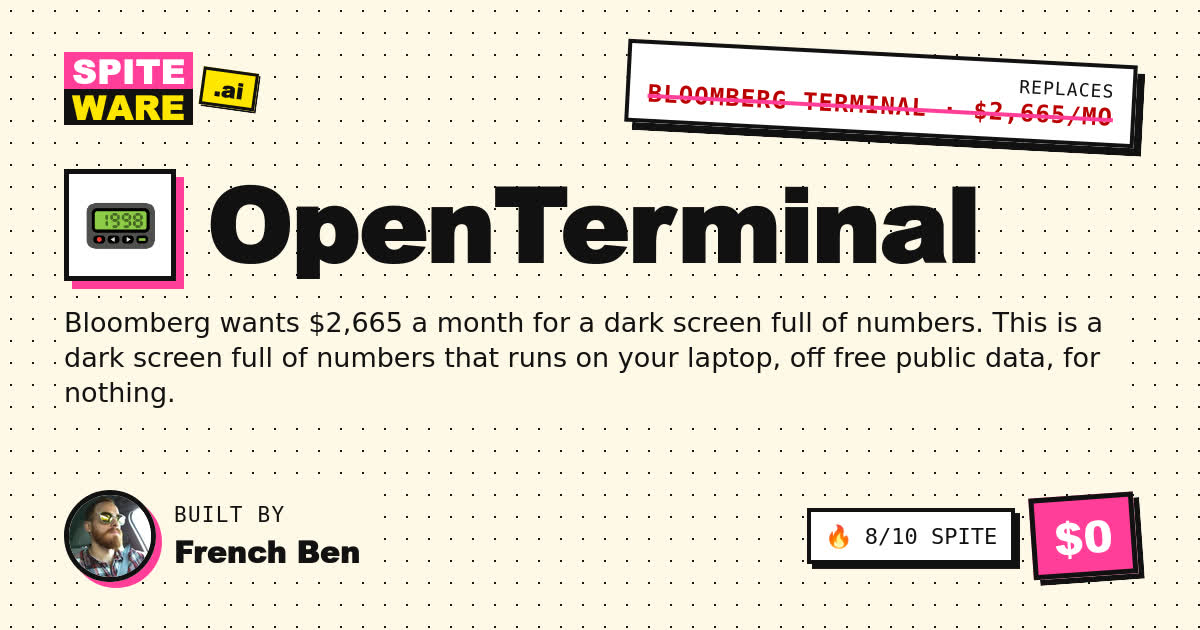 SPITE
WARE
.ai
REPLACES
BLOOMBERG TERMINAL · $2,665/MO
1998
OpenTerminal
Bloomberg wants $2,665 a month for a dark screen full of numbers. This is a
dark screen full of numbers that runs on your laptop, off free public data, for
nothing.
BUILT BY
French Ben
🔥 8/10 SPITE
$0